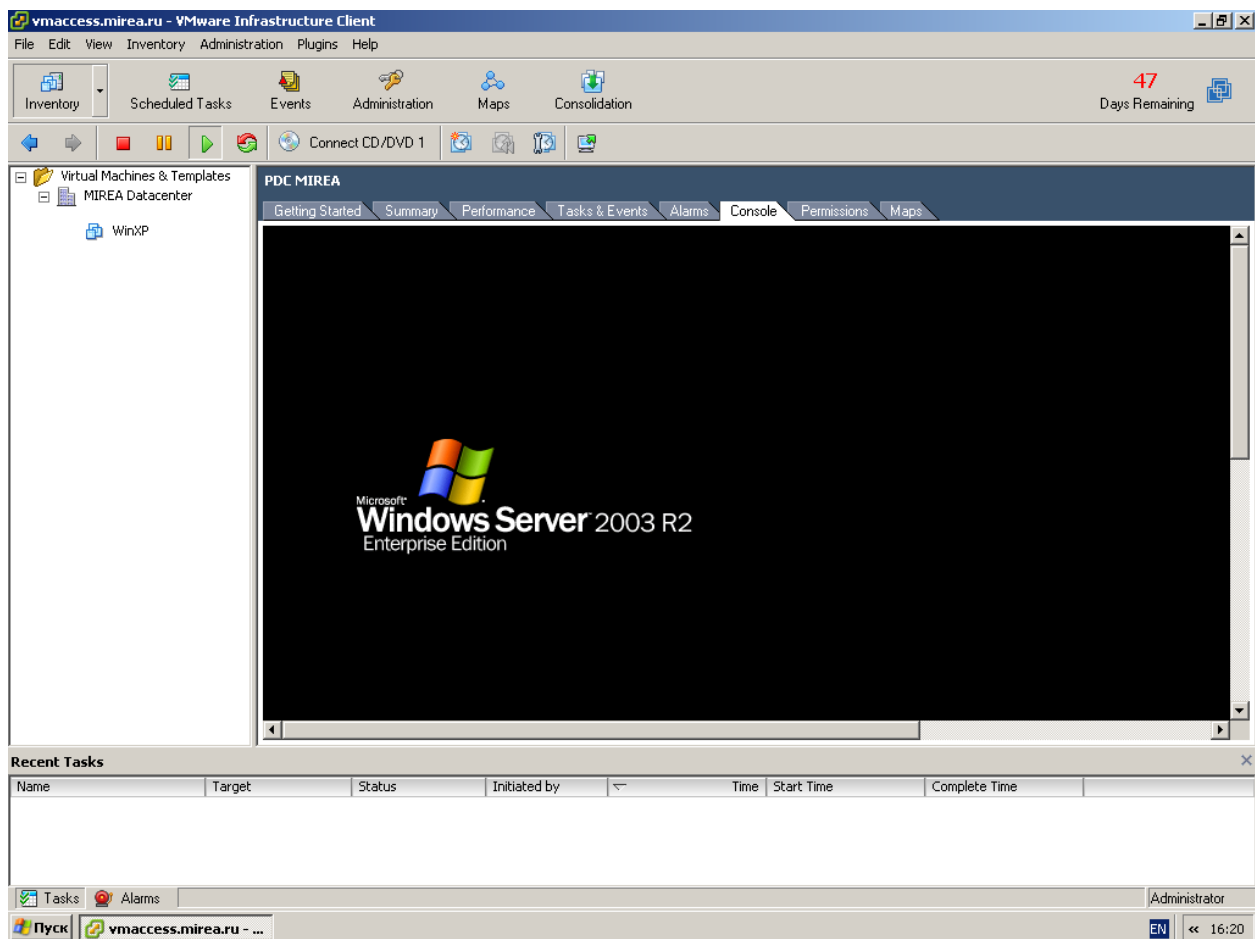 vmaccess.mirea.ru - VMware Infrastructure Client
File Edit View Inventory Administration Plugins Help
Inventory Scheduled Tasks Events Administration Maps Consolidation 47 Days Remaining
Connect CD/DVD 1
Virtual Machines & Templates
MIREA Datacenter
WinXP
PDC MIREA
Getting Started Summary Performance Tasks & Events Alarms Console Permissions Maps
Microsoft
Windows Server 2003 R2
Enterprise Edition
Recent Tasks
Name Target Status Initiated by Time Start Time Complete Time
Tasks Alarms Administrator
Пуск vmaccess.mirea.ru - ... EN « 16:20